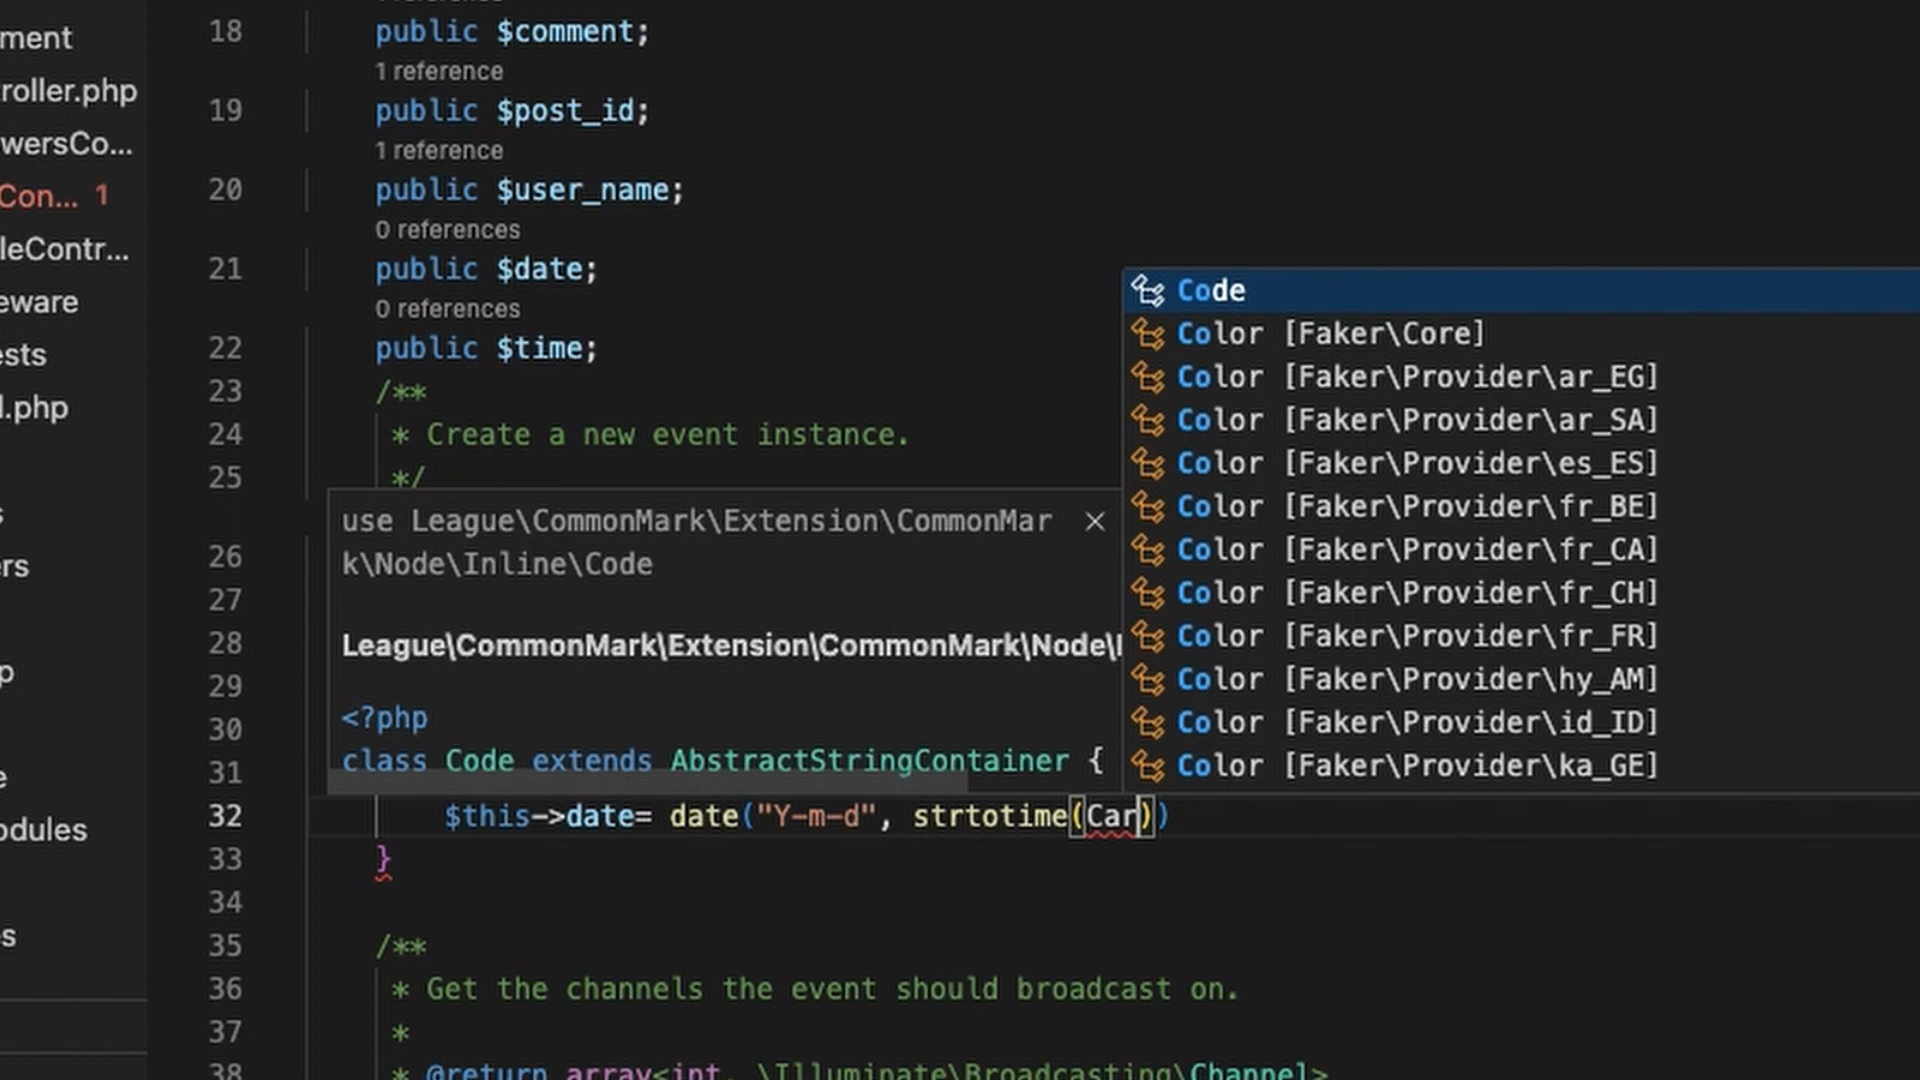 ment
roller.php
wersCo...
Con... 1
leContr...
eware
ests
l.php
s
ers
p
e
odules
es
18 public $comment;
1 reference
19 public $post_id;
1 reference
20 public $user_name;
0 references
21 public $date;
0 references
22 public $time;
23 /**
24 * Create a new event instance.
25 */
26
27
28
29
30
31
32 $this->date= date("Y-m-d", strtotime(Car))
33 }
34
35 /**
36 * Get the channels the event should broadcast on.
37 *
38 * @return array<int, \Illuminate\Broadcasting\Channel>
use League\CommonMark\Extension\CommonMar
k\Node\Inline\Code
League\CommonMark\Extension\CommonMark\Node\
<?php
class Code extends AbstractStringContainer {
Code
Color [Faker\Core]
Color [Faker\Provider\ar_EG]
Color [Faker\Provider\ar_SA]
Color [Faker\Provider\es_ES]
Color [Faker\Provider\fr_BE]
Color [Faker\Provider\fr_CA]
Color [Faker\Provider\fr_CH]
Color [Faker\Provider\fr_FR]
Color [Faker\Provider\hy_AM]
Color [Faker\Provider\id_ID]
Color [Faker\Provider\ka_GE]